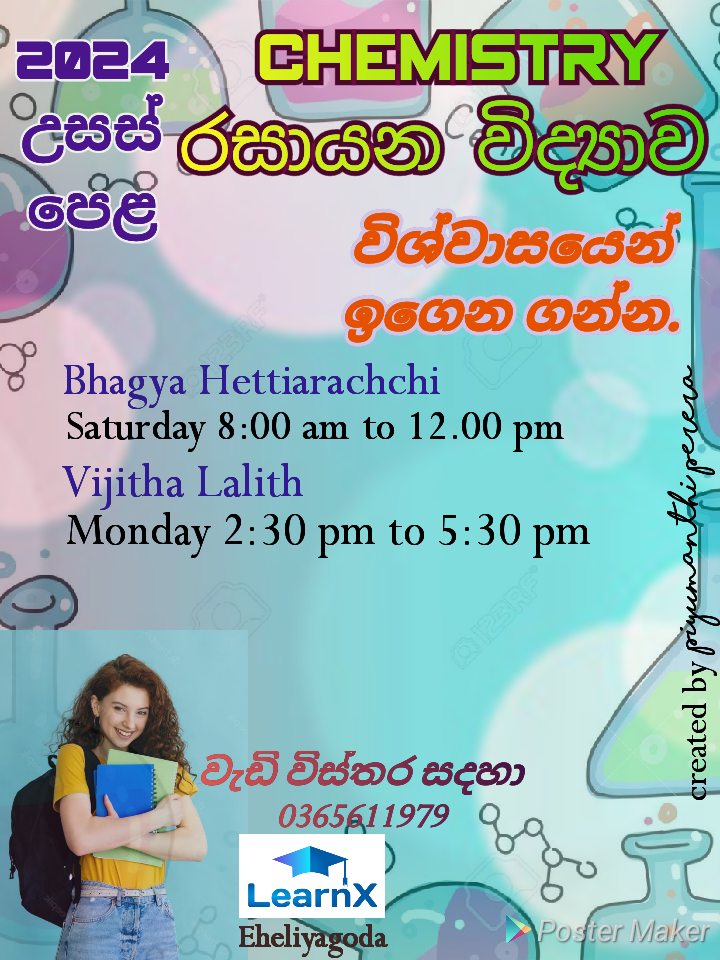 2024
උසස්
පෙළ
CHEMISTRY
රසායන විද්‍යාව
විශ්වාසයෙන්
ඉගෙන ගන්න.
Bhagya Hettiarachchi
Saturday 8:00 am to 12.00 pm
Vijitha Lalith
Monday 2:30 pm to 5:30 pm
created by piyumanthi perera
වැඩි විස්තර සදහා
0365611979
LearnX
Eheliyagoda
Poster Maker
123RF